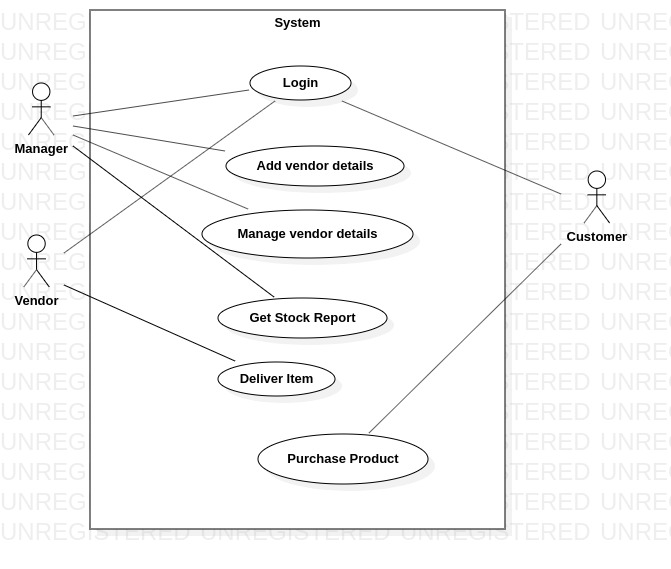 System
Login
Manager
Add vendor details
Manage vendor details
Customer
Vendor
Get Stock Report
Deliver Item
Purchase Product
UNREGISTERED UNREGISTERED UNREGISTERED